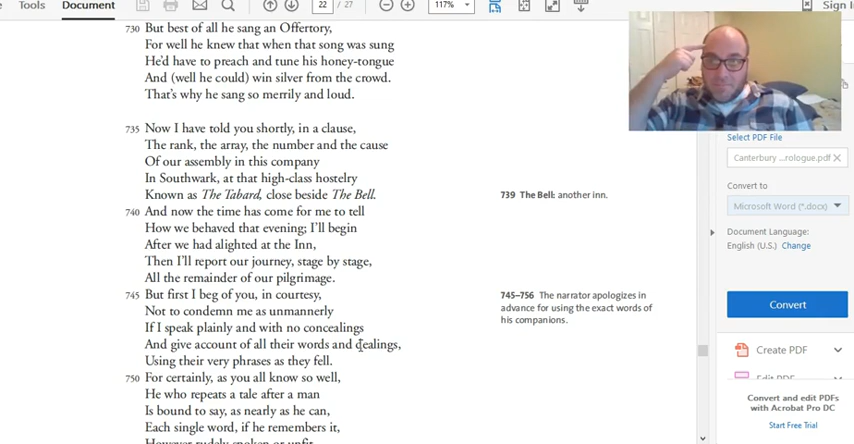 Tools
Document
22 / 27
117%
Sign In
730 But best of all he sang an Offertory,
For well he knew that when that song was sung
He'd have to preach and tune his honey-tongue
And (well he could) win silver from the crowd.
That's why he sang so merrily and loud.
735 Now I have told you shortly, in a clause,
The rank, the array, the number and the cause
Of our assembly in this company
In Southwark, at that high-class hostelry
Known as The Tabard, close beside The Bell.
740 And now the time has come for me to tell
How we behaved that evening; I'll begin
After we had alighted at the Inn,
Then I'll report our journey, stage by stage,
All the remainder of our pilgrimage.
745 But first I beg of you, in courtesy,
Not to condemn me as unmannerly
If I speak plainly and with no concealings
And give account of all their words and dealings,
Using their very phrases as they fell.
750 For certainly, as you all know so well,
He who repeats a tale after a man
Is bound to say, as nearly as he can,
Each single word, if he remembers it,
However rudely spoken or unfit,
739 The Bell: another inn.
745–756 The narrator apologizes in
advance for using the exact words of
his companions.
Select PDF File
Canterbury ...rologue.pdf
Convert to
Microsoft Word (*.docx)
Document Language:
English (U.S.) Change
Convert
Create PDF
Edit PDF
Convert and edit PDFs
with Acrobat Pro DC
Start Free Trial